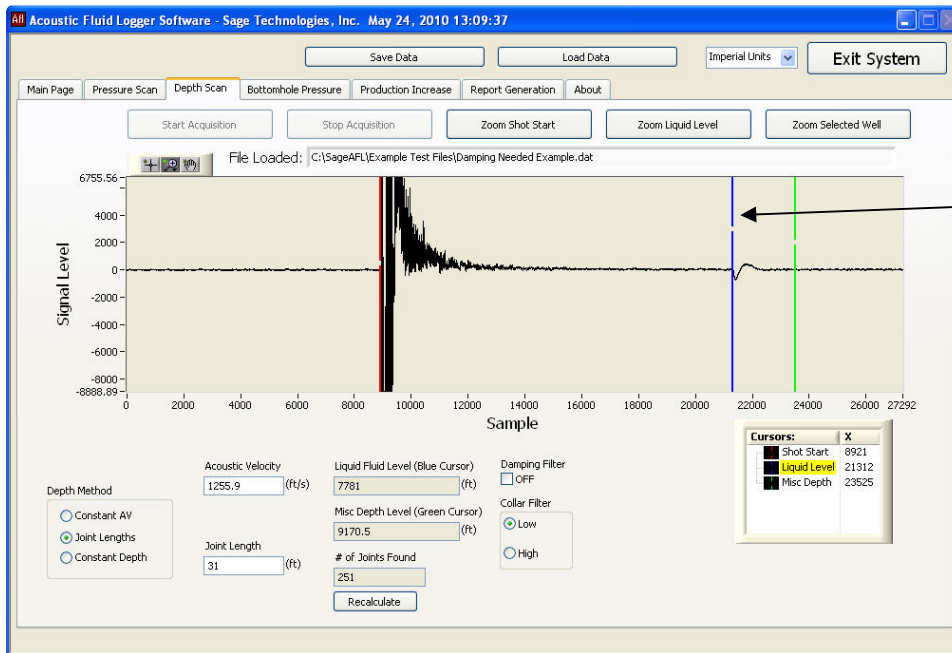 Afl Acoustic Fluid Logger Software - Sage Technologies, Inc. May 24, 2010 13:09:37
Save Data Load Data Imperial Units Exit System
Main Page Pressure Scan Depth Scan Bottomhole Pressure Production Increase Report Generation About
Start Acquisition Stop Acquisition Zoom Shot Start Zoom Liquid Level Zoom Selected Well
File Loaded: C:\SageAFL\Example Test Files\Damping Needed Example.dat
6755.56
4000
2000
0
-2000
-4000
-6000
-8000
-8888.89
Signal Level
0 2000 4000 6000 8000 10000 12000 14000 16000 18000 20000 22000 24000 26000 27292
Sample
Cursors: X
Shot Start 8921
Liquid Level 21312
Misc Depth 23525
Depth Method
Constant AV
Joint Lengths
Constant Depth
Acoustic Velocity
1255.9 (ft/s)
Joint Length
31 (ft)
Liquid Fluid Level (Blue Cursor)
7781 (ft)
Misc Depth Level (Green Cursor)
9170.5 (ft)
# of Joints Found
251
Recalculate
Damping Filter
OFF
Collar Filter
Low
High